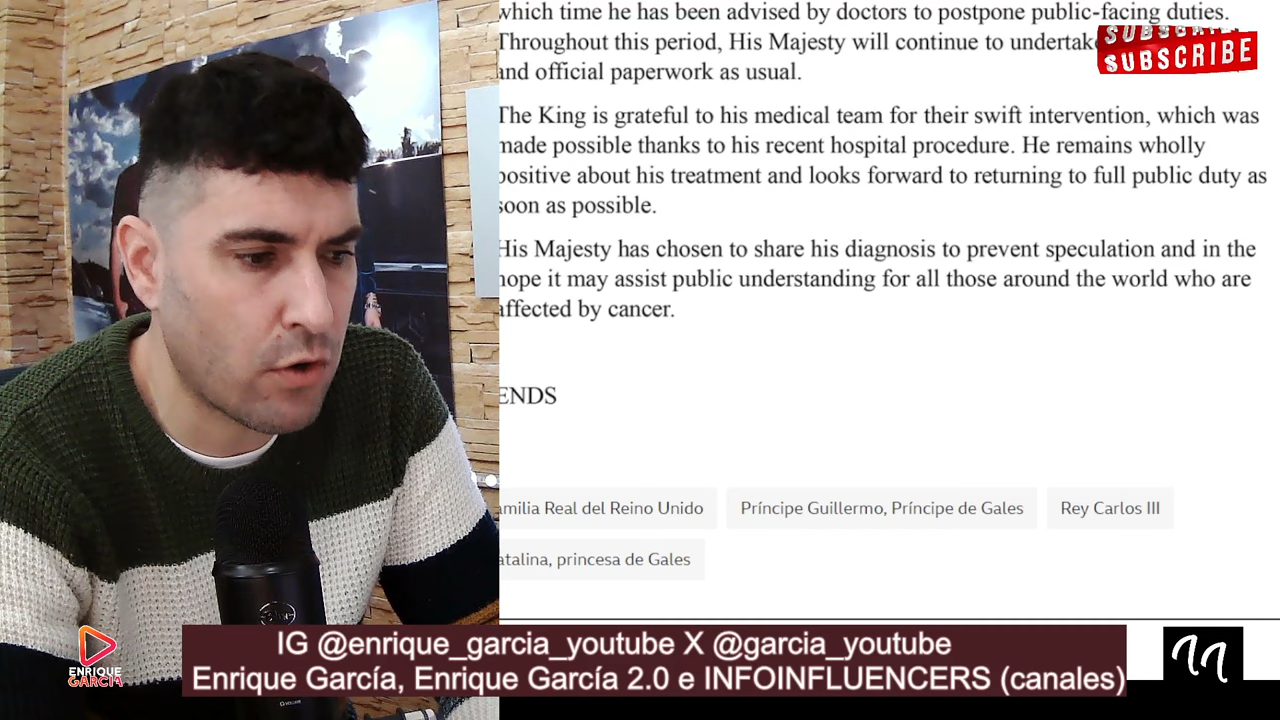 which time he has been advised by doctors to postpone public-facing duties.
Throughout this period, His Majesty will continue to undertake
and official paperwork as usual.
SUBSCRIBE
SUBSCRIBE
The King is grateful to his medical team for their swift intervention, which was
made possible thanks to his recent hospital procedure. He remains wholly
positive about his treatment and looks forward to returning to full public duty as
soon as possible.
His Majesty has chosen to share his diagnosis to prevent speculation and in the
hope it may assist public understanding for all those around the world who are
affected by cancer.
ENDS
amilia Real del Reino Unido
Príncipe Guillermo, Príncipe de Gales
Rey Carlos III
atalina, princesa de Gales
IG @enrique_garcia_youtube X @garcia_youtube
Enrique García, Enrique García 2.0 e INFOINFLUENCERS (canales)
ENRIQUE
GARCÍA